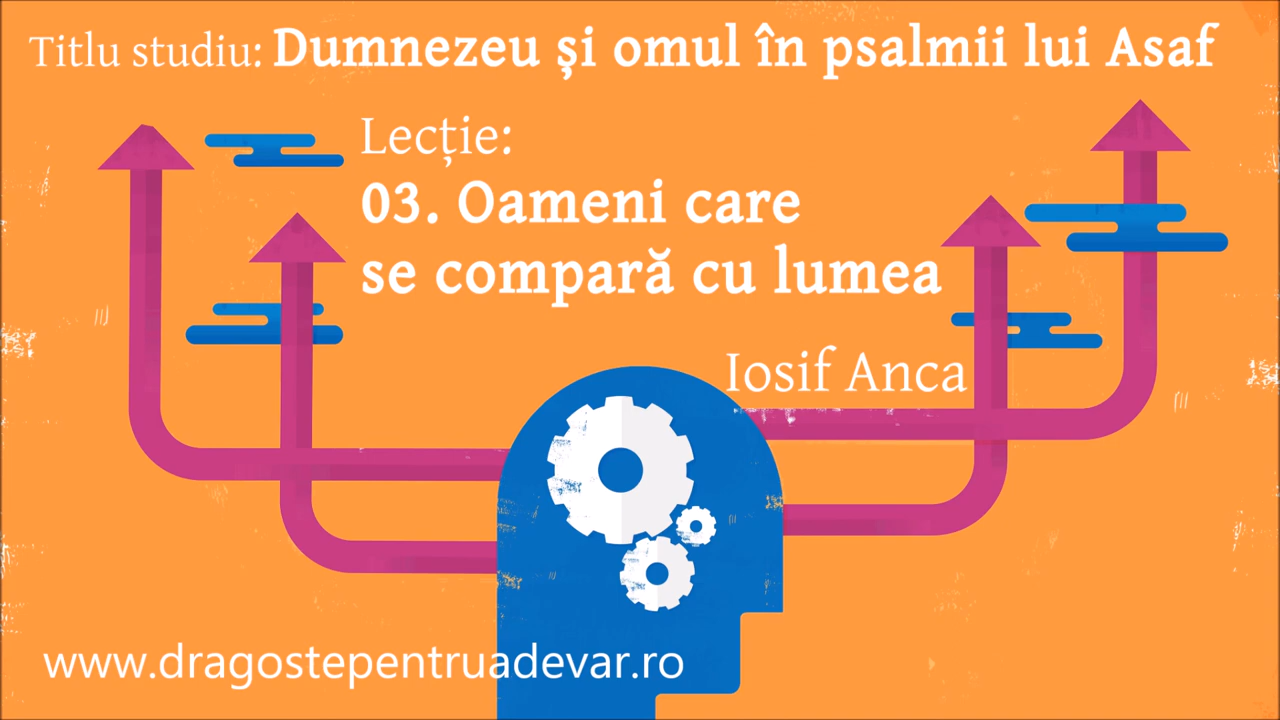 Titlu studiu: Dumnezeu și omul în psalmii lui Asaf
Lecție:
03. Oameni care
se compară cu lumea
Iosif Anca
www.dragostepentruadevar.ro